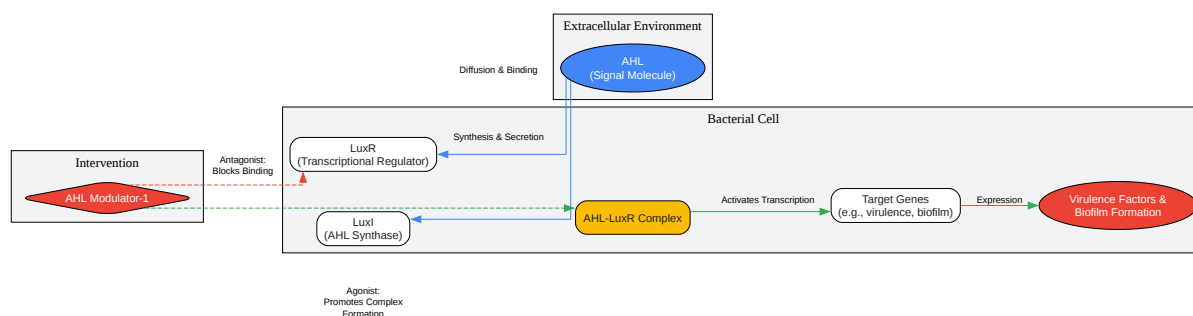 Extracellular Environment
AHL
(Signal Molecule)
Diffusion & Binding
Bacterial Cell
Synthesis & Secretion
LuxR
(Transcriptional Regulator)
Intervention
Antagonist:
Blocks Binding
AHL Modulator-1
LuxI
(AHL Synthase)
AHL-LuxR Complex
Activates Transcription
Target Genes
(e.g., virulence, biofilm)
Expression
Virulence Factors &
Biofilm Formation
Agonist:
Promotes Complex
Formation